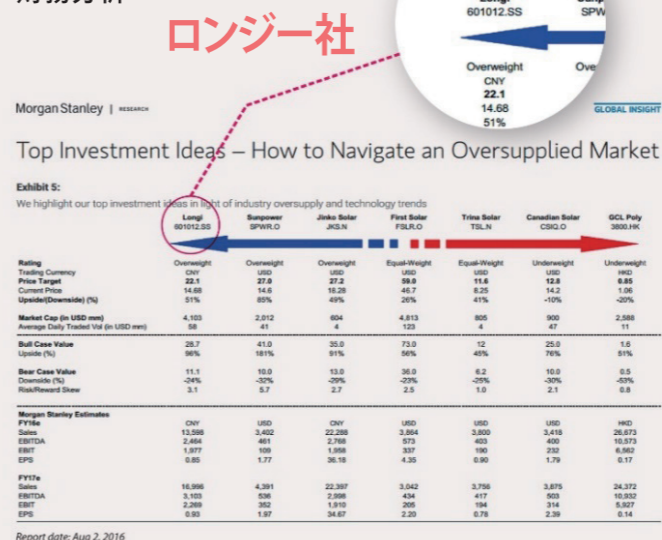 ロンジー社
Longi
601012.SS SPW
Overweight Ove
CNY
22.1
14.68
51%
Morgan Stanley | RESEARCH
GLOBAL INSIGHT
Top Investment Ideas – How to Navigate an Oversupplied Market
Exhibit 5:
We highlight our top investment ideas in light of industry oversupply and technology trends
Longi Sunpower Jinko Solar First Solar Trina Solar Canadian Solar GCL Poly
601012.SS SPWR.O JKS.N FSLR.O TSL.N CSIQ.O 3800.HK
Rating Overweight Overweight Overweight Equal-Weight Equal-Weight Underweight Underweight
Trading Currency CNY USD USD USD USD USD HKD
Price Target 22.1 27.0 27.2 59.0 11.6 12.8 0.85
Current Price 14.68 14.6 18.28 46.7 8.25 14.2 1.06
Upside/(Downside) (%) 51% 85% 49% 26% 41% -10% -20%
Market Cap (in USD mm) 4,103 2,012 604 4,813 805 900 2,588
Average Daily Traded Vol (in USD mm) 58 41 4 123 4 47 11
Bull Case Value 28.7 41.0 35.0 73.0 12 25.0 1.6
Upside (%) 96% 181% 91% 56% 45% 76% 51%
Bear Case Value 11.1 10.0 13.0 36.0 6.2 10.0 0.5
Downside (%) -24% -32% -29% -23% -25% -30% -53%
Risk/Reward Skew 3.1 5.7 2.7 2.5 1.0 2.1 0.8
Morgan Stanley Estimates
FY16e CNY USD CNY USD USD USD HKD
Sales 13,598 3,402 22,288 3,864 3,800 3,418 26,673
EBITDA 2,464 461 2,768 573 403 400 10,573
EBIT 1,977 109 1,958 337 190 232 6,562
EPS 0.85 1.77 36.18 4.35 0.90 1.79 0.17
FY17e
Sales 16,996 4,391 22,397 3,042 3,756 3,875 24,372
EBITDA 3,103 536 2,998 434 417 503 10,932
EBIT 2,269 352 1,910 205 194 314 5,927
EPS 0.93 1.97 34.67 2.20 0.78 2.39 0.14
Report date: Aug 2, 2016